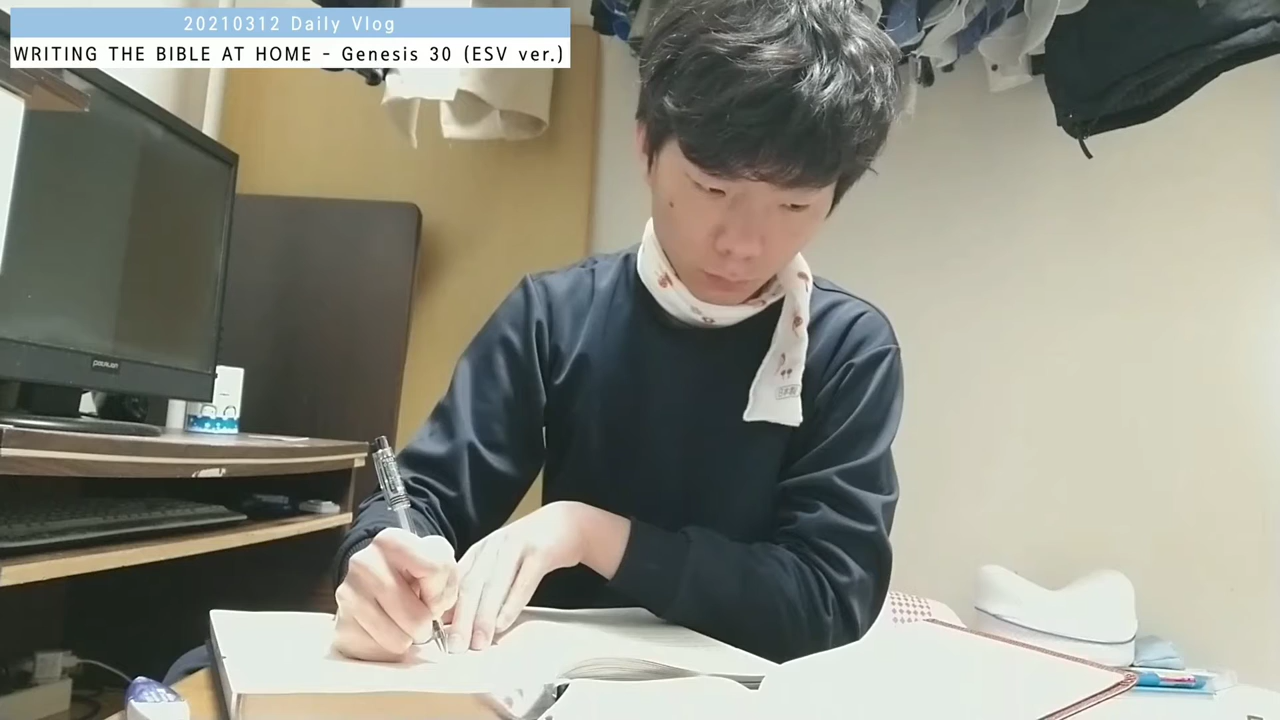 20210312 Daily Vlog
WRITING THE BIBLE AT HOME - Genesis 30 (ESV ver.)